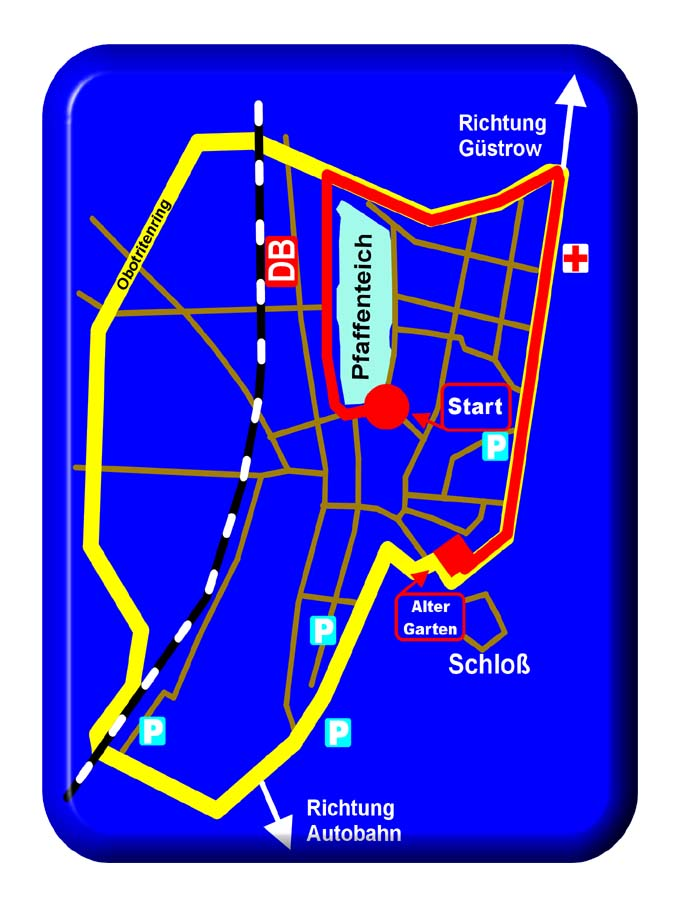 Richtung
Güstrow
Obotritenring
DB
Pfaffenteich
Start
P
Alter
Garten
P
Schloß
P
P
Richtung
Autobahn